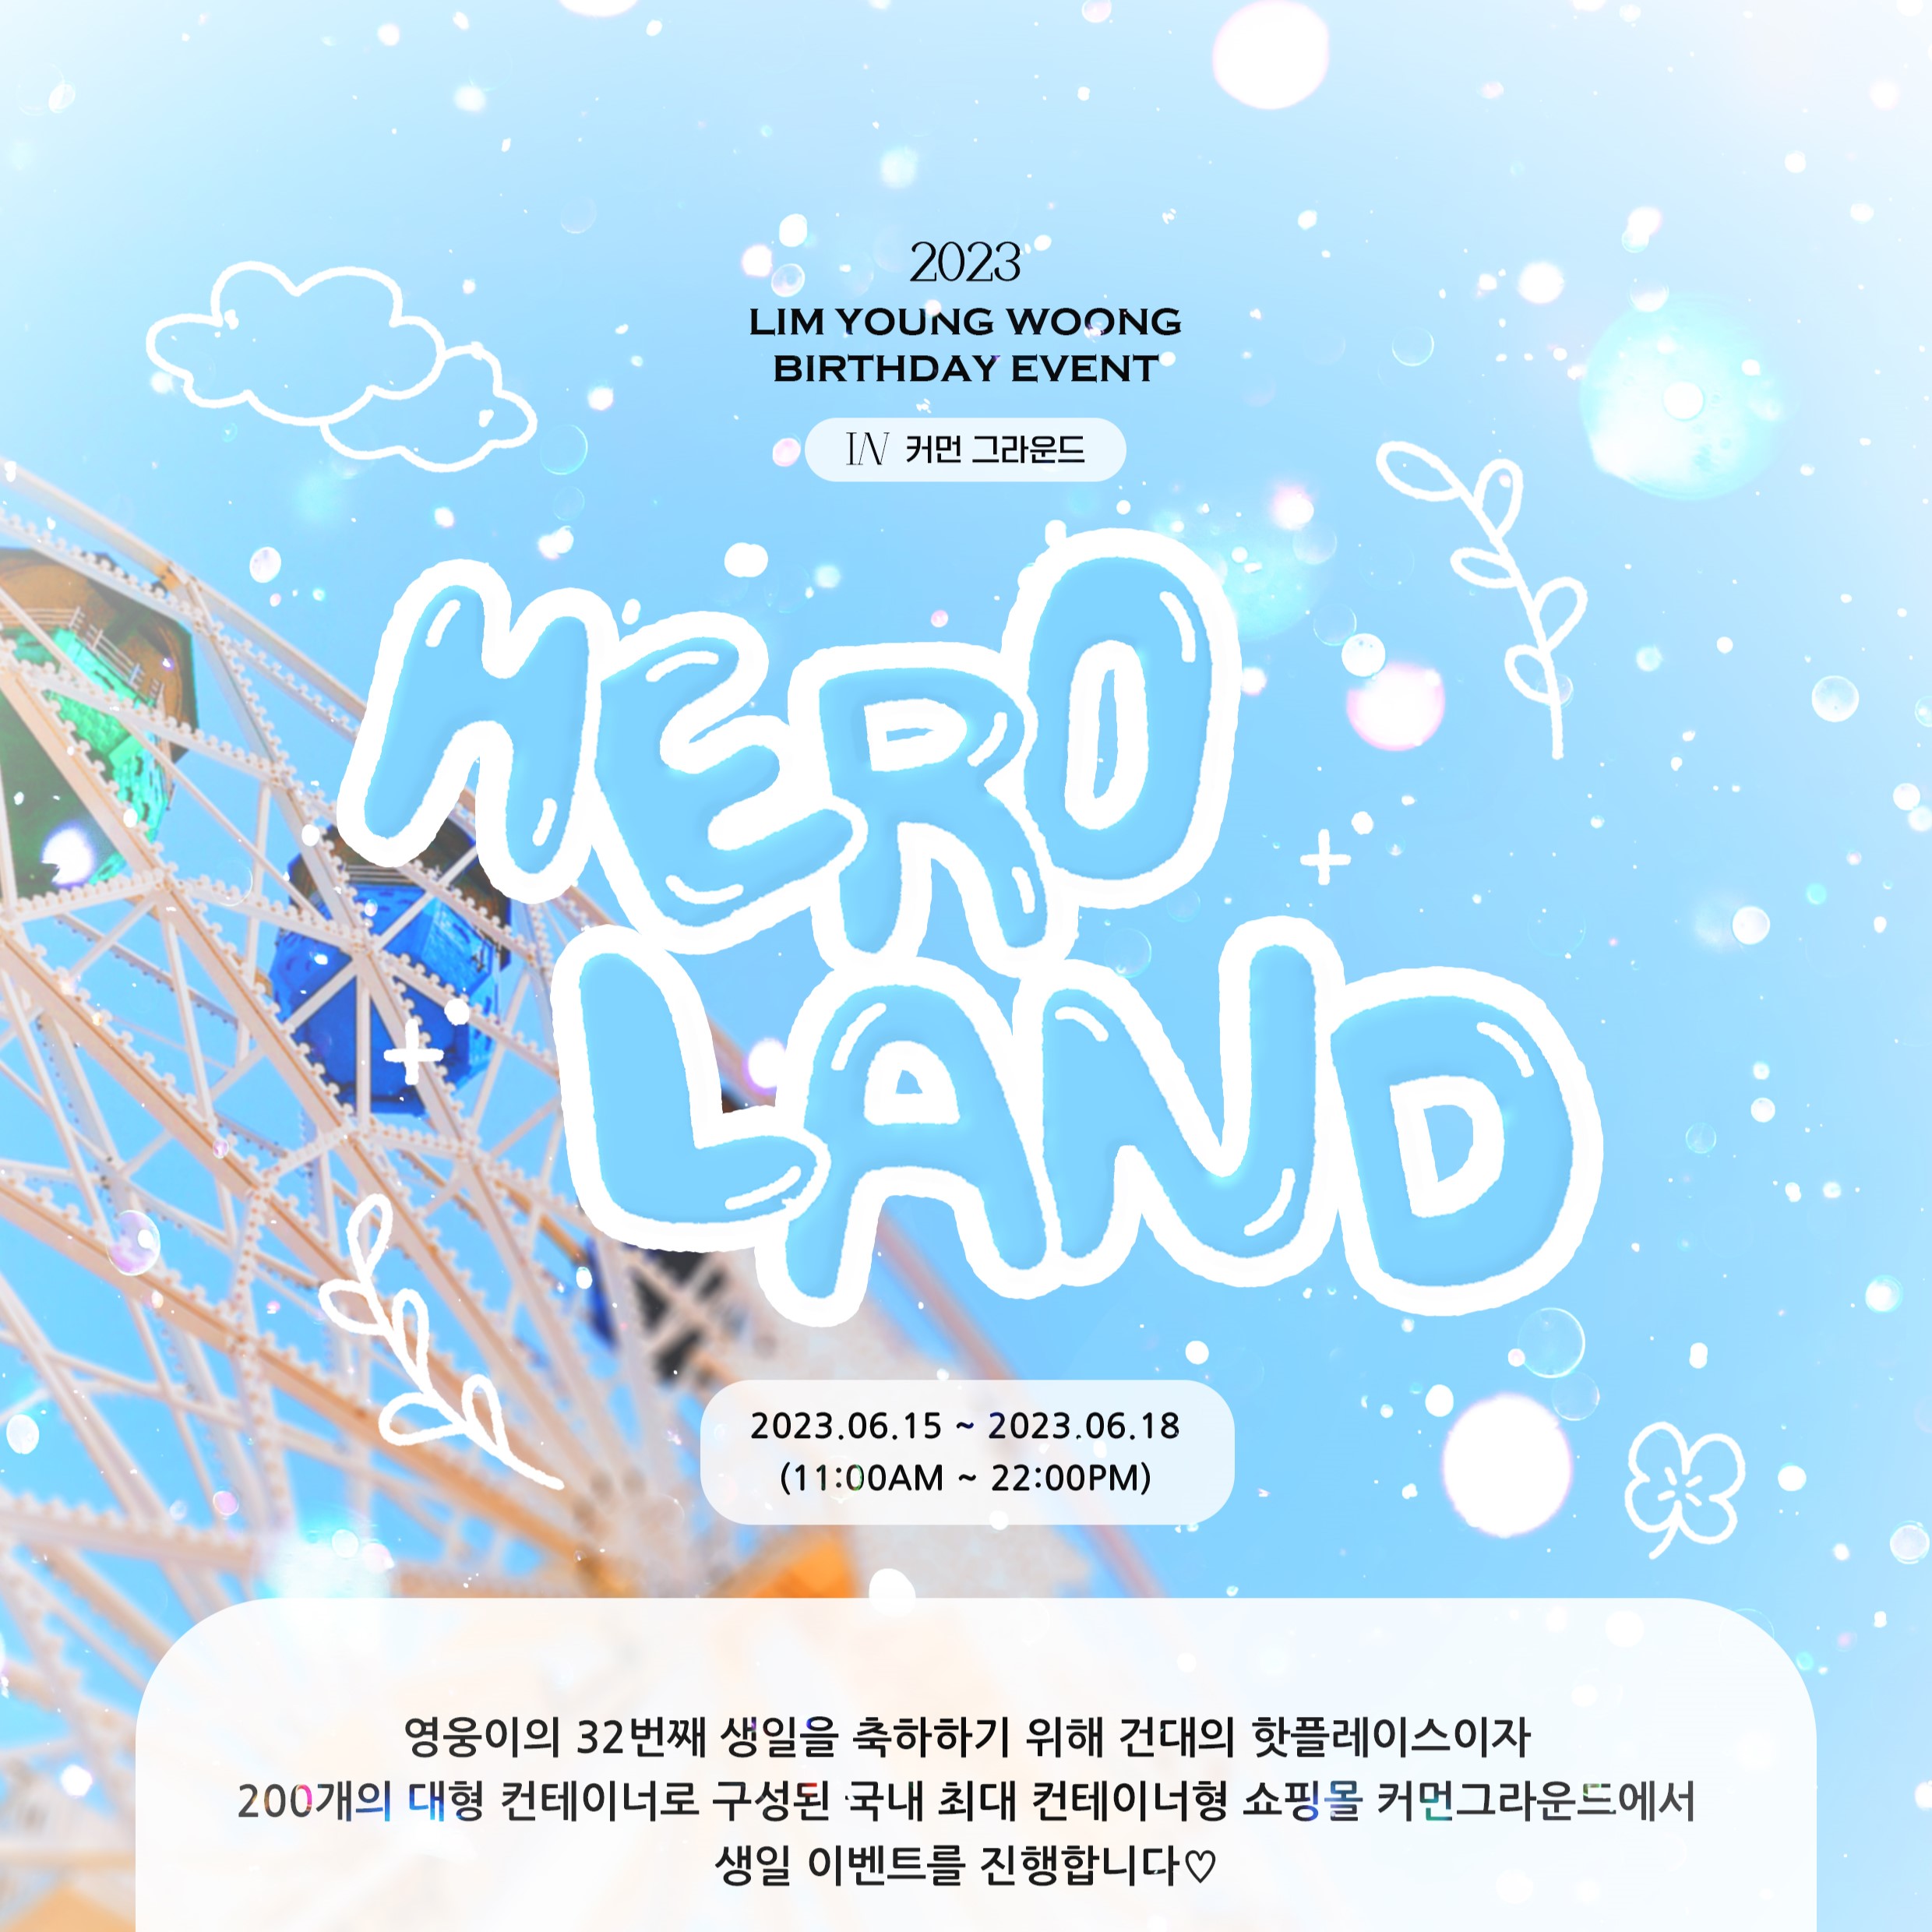 2023
LIM YOUNG WOONG
BIRTHDAY EVENT
IN 커먼 그라운드
HERO
LAND
2023.06.15 ~ 2023.06.18
(11:00AM ~ 22:00PM)
영웅이의 32번째 생일을 축하하기 위해 건대의 핫플레이스이자
200개의 대형 컨테이너로 구성된 국내 최대 컨테이너형 쇼핑몰 커먼그라운드에서
생일 이벤트를 진행합니다♡